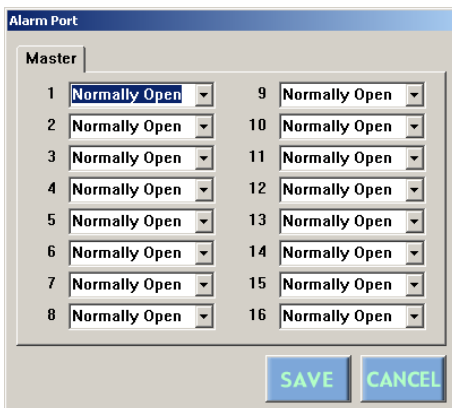 Alarm Port
Master
1 Normally Open 9 Normally Open
2 Normally Open 10 Normally Open
3 Normally Open 11 Normally Open
4 Normally Open 12 Normally Open
5 Normally Open 13 Normally Open
6 Normally Open 14 Normally Open
7 Normally Open 15 Normally Open
8 Normally Open 16 Normally Open
SAVE CANCEL